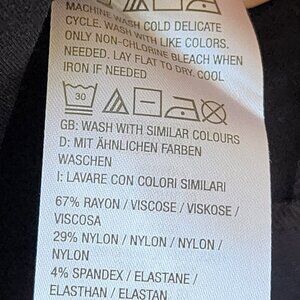 MACHINE WASH COLD DELICATE
CYCLE. WASH WITH LIKE COLORS.
ONLY NON-CHLORINE BLEACH WHEN
NEEDED. LAY FLAT TO DRY. COOL
IRON IF NEEDED
30
GB: WASH WITH SIMILAR COLOURS
D: MIT ÄHNLICHEN FARBEN
WASCHEN
I: LAVARE CON COLORI SIMILARI
67% RAYON / VISCOSE / VISKOSE /
VISCOSA
29% NYLON / NYLON / NYLON /
NYLON
4% SPANDEX / ELASTANE /
ELASTHAN / ELASTAN